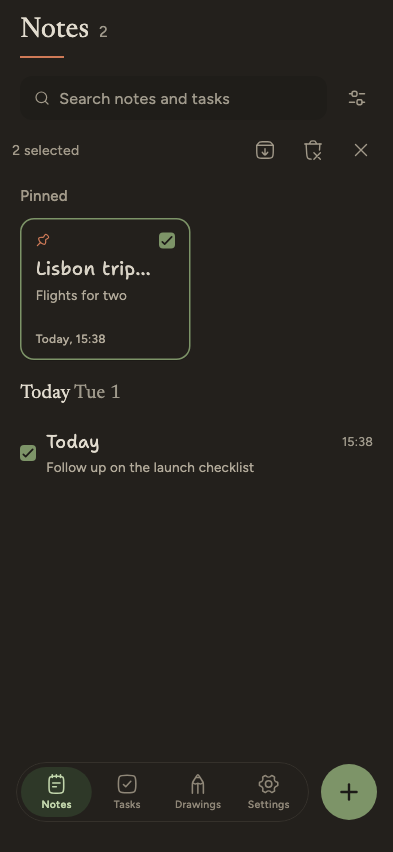 Notes 2
Search notes and tasks
2 selected
Pinned
Lisbon trip...
Flights for two
Today, 15:38
Today Tue 1
Today 15:38
Follow up on the launch checklist
Notes Tasks Drawings Settings